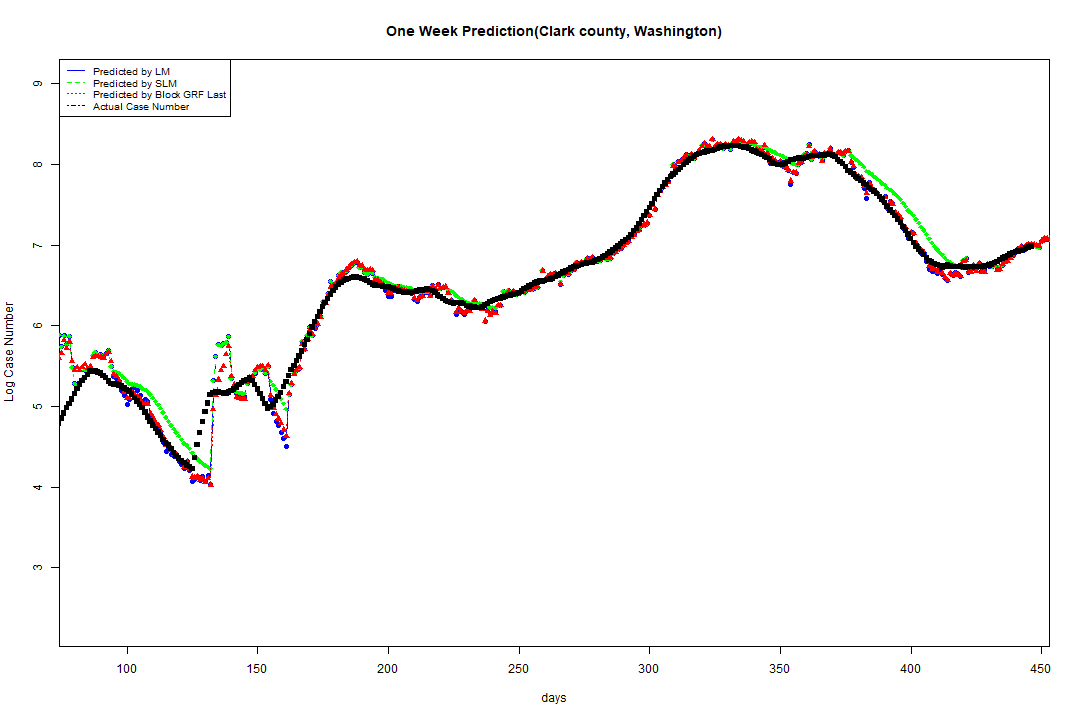 One Week Prediction(Clark county, Washington)
Predicted by LM
Predicted by SLM
Predicted by Block GRF Last
Actual Case Number
Log Case Number
9
8
7
6
5
4
3
100 150 200 250 300 350 400 450
days